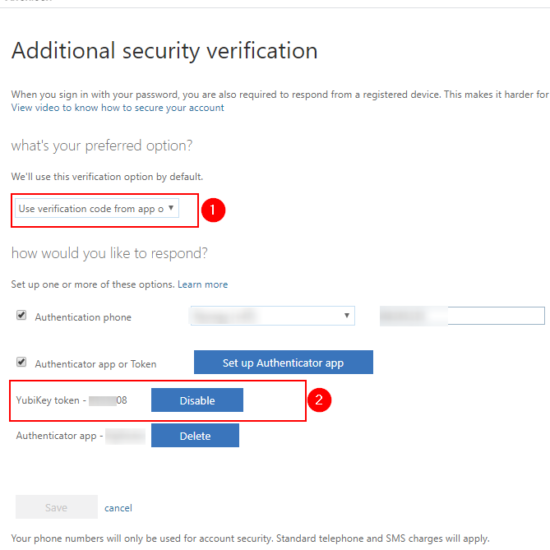 Additional security verification
When you sign in with your password, you are also required to respond from a registered device. This makes it harder for
View video to know how to secure your account
what's your preferred option?
We'll use this verification option by default.
Use verification code from app o
1
how would you like to respond?
Set up one or more of these options. Learn more
Authentication phone
Authenticator app or Token Set up Authenticator app
YubiKey token - 08 Disable 2
Authenticator app - Delete
Save cancel
Your phone numbers will only be used for account security. Standard telephone and SMS charges will apply.